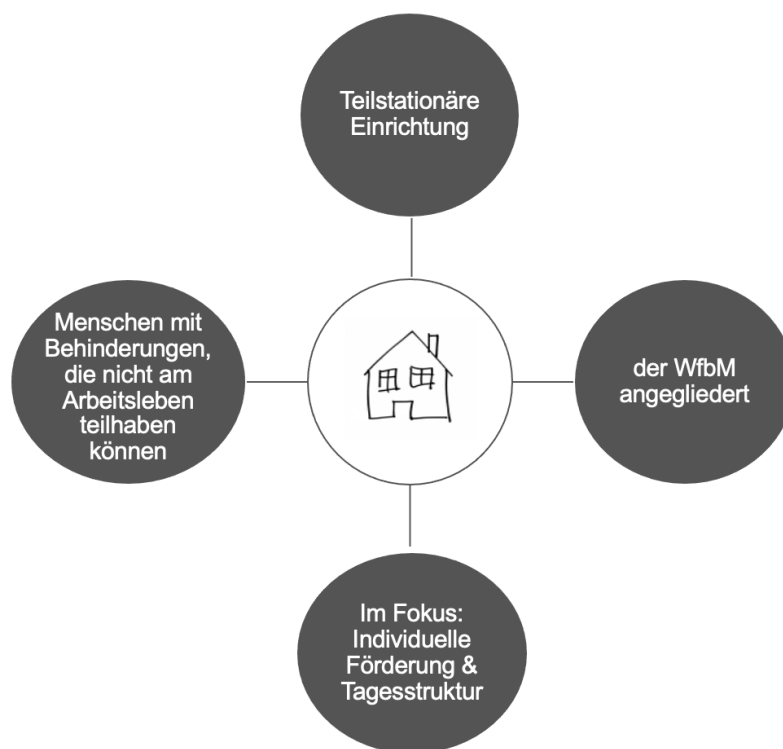 Teilstationäre
Einrichtung
Menschen mit
Behinderungen,
die nicht am
Arbeitsleben
teilhaben
können
der WfbM
angegliedert
Im Fokus:
Individuelle
Förderung &
Tagesstruktur